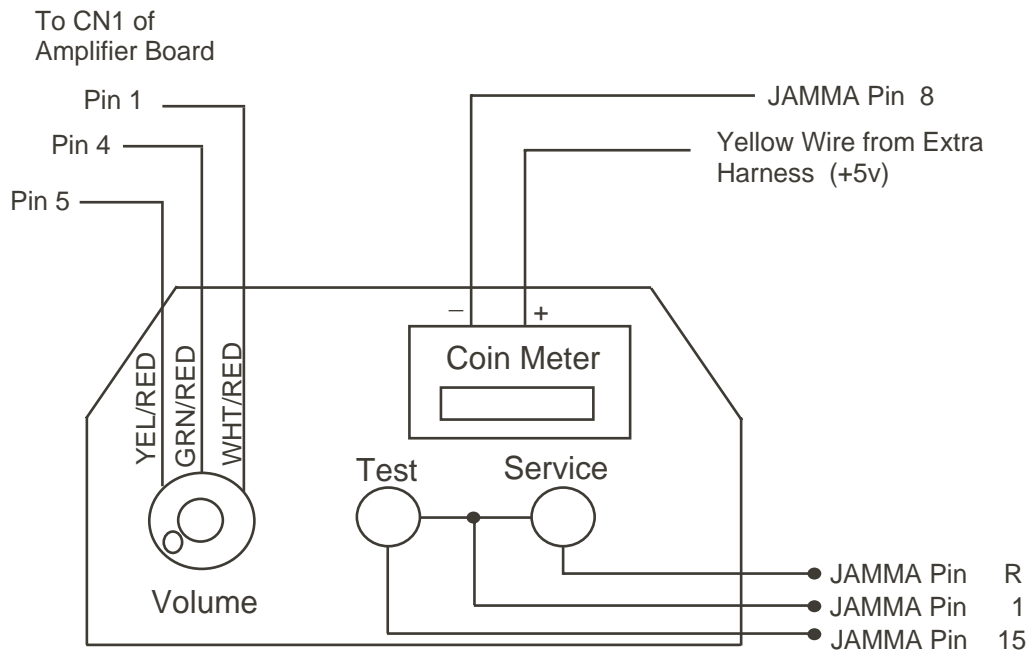 To CN1 of
Amplifier Board
Pin 1
Pin 4
Pin 5
JAMMA Pin 8
Yellow Wire from Extra
Harness (+5v)
YEL/RED
GRN/RED
WHT/RED
– +
Coin Meter
Test
Service
Volume
JAMMA Pin R
JAMMA Pin 1
JAMMA Pin 15